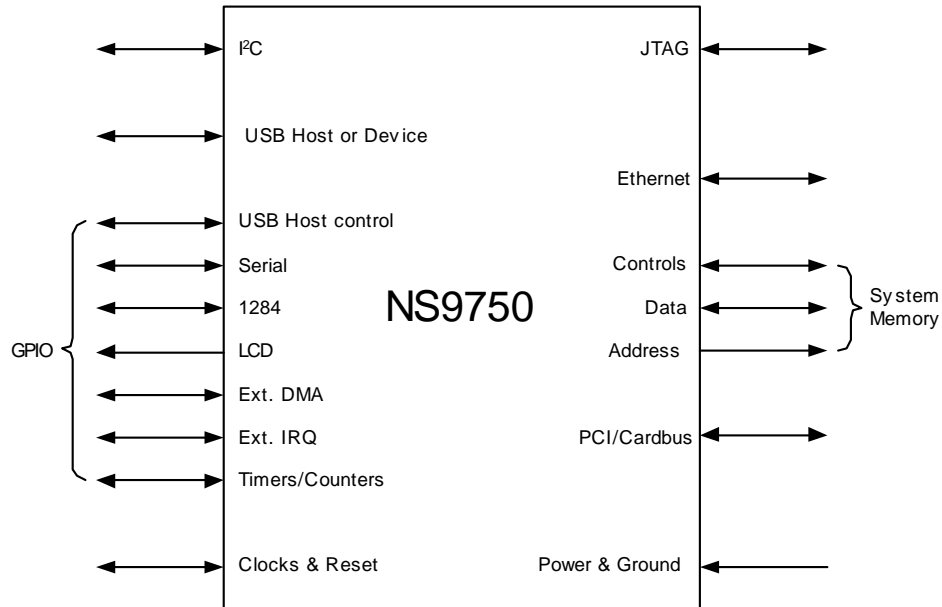 I²C
USB Host or Device
USB Host control
Serial
1284
LCD
Ext. DMA
Ext. IRQ
Timers/Counters
Clocks & Reset
GPIO
NS9750
JTAG
Ethernet
Controls
Data
Address
PCI/Cardbus
Power & Ground
System
Memory